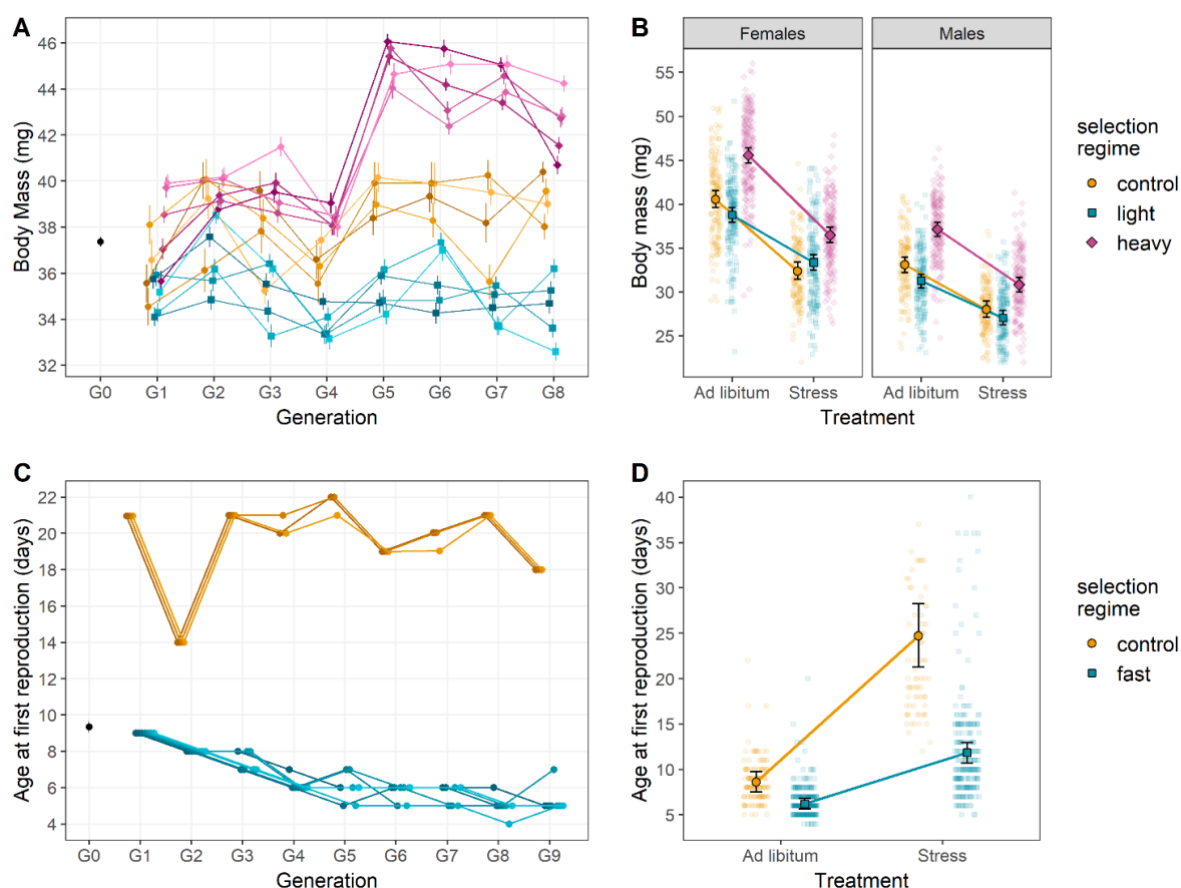 A
Body Mass (mg)
46
44
42
40
38
36
34
32
G0 G1 G2 G3 G4 G5 G6 G7 G8
Generation
B
Females Males
Body mass (mg)
55
50
45
40
35
30
25
Ad libitum Stress Ad libitum Stress
Treatment
selection
regime
control
light
heavy
C
Age at first reproduction (days)
22
20
18
16
14
12
10
8
6
4
G0 G1 G2 G3 G4 G5 G6 G7 G8 G9
Generation
D
Age at first reproduction (days)
40
35
30
25
20
15
10
5
Ad libitum Stress
Treatment
selection
regime
control
fast